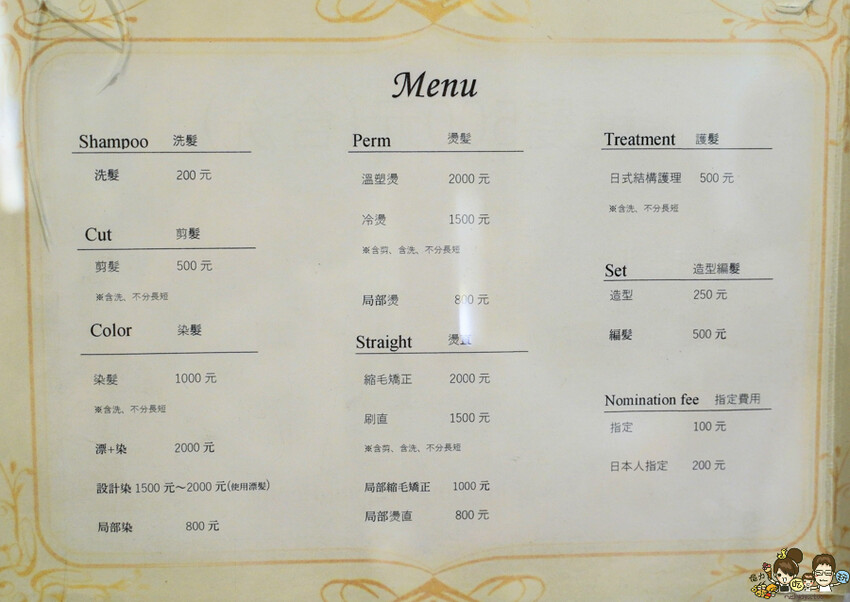 Menu
Shampoo 洗髮
洗髮 200 元
Cut 剪髮
剪髮 500 元
※含洗、不分長短
Color 染髮
染髮 1000 元
※含洗、不分長短
漂+染 2000 元
設計染 1500 元～2000 元(使用漂髮)
局部染 800 元
Perm 燙髮
溫塑燙 2000 元
冷燙 1500 元
※含剪、含洗、不分長短
局部燙 800 元
Straight 燙直
縮毛矯正 2000 元
刷直 1500 元
※含剪、含洗、不分長短
局部縮毛矯正 1000 元
局部燙直 800 元
Treatment 護髮
日式結構護理 500 元
※含洗、不分長短
Set 造型編髮
造型 250 元
編髮 500 元
Nomination fee 指定費用
指定 100 元
日本人指定 200 元